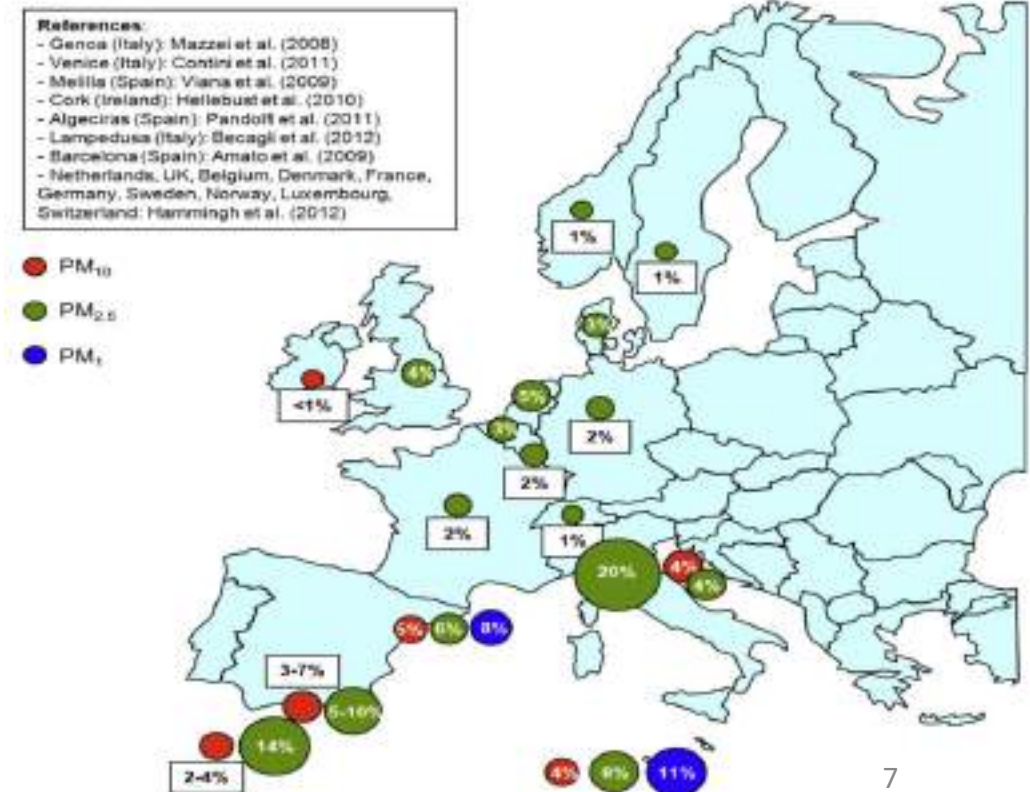 References:
- Genoa (Italy): Mazzei et al. (2008)
- Venice (Italy): Contini et al. (2011)
- Melilla (Spain): Viana et al. (2009)
- Cork (Ireland): Hellebust et al. (2010)
- Algeciras (Spain): Pandolfi et al. (2011)
- Lampedusa (Italy): Becagli et al. (2012)
- Barcelona (Spain): Amato et al. (2009)
- Netherlands, UK, Belgium, Denmark, France,
Germany, Sweden, Norway, Luxembourg,
Switzerland: Hammingh et al. (2012)
PM₁₀
PM₂.₅
PM₁
1%
1%
4%
<1%
5%
2%
2%
2%
1%
20%
4%
4%
5%
6%
8%
3-7%
14%
2-4%
4%
11%
7